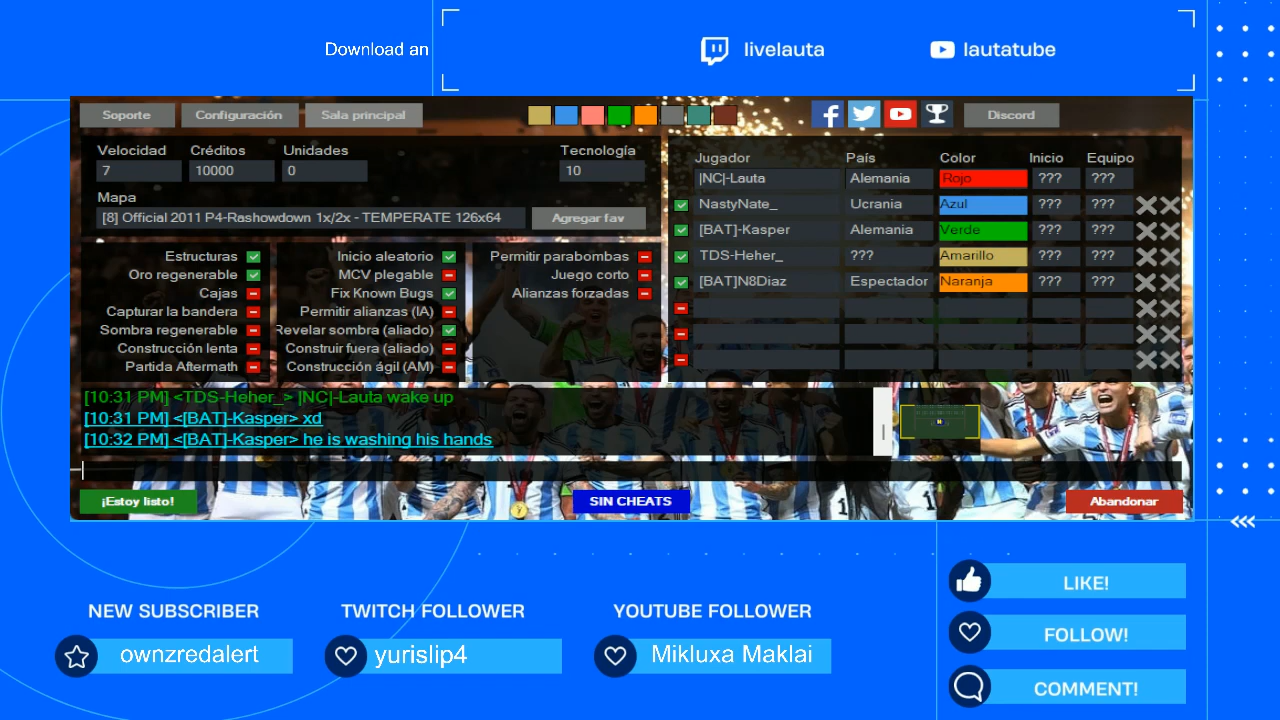 Download an
livelauta
lautatube
Soporte
Configuración
Sala principal
Discord
Velocidad
Créditos
Unidades
Tecnología
7
10000
0
10
Mapa
[8] Official 2011 P4-Rashowdown 1x/2x - TEMPERATE 126x64
Agregar fav
Estructuras
Oro regenerable
Cajas
Capturar la bandera
Sombra regenerable
Construcción lenta
Partida Aftermath
Inicio aleatorio
MCV plegable
Fix Known Bugs
Permitir alianzas (IA)
Revelar sombra (aliado)
Construir fuera (aliado)
Construcción ágil (AM)
Permitir parabombas
Juego corto
Alianzas forzadas
Jugador País Color Inicio Equipo
|NC|-Lauta Alemania Rojo ??? ???
NastyNate_ Ucrania Azul ??? ???
[BAT]-Kasper Alemania Verde ??? ???
TDS-Heher_ ??? Amarillo ??? ???
[BAT]N8Diaz Espectador Naranja ??? ???
[10:31 PM] <TDS-Heher_> |NC|-Lauta wake up
[10:31 PM] <[BAT]-Kasper> xd
[10:32 PM] <[BAT]-Kasper> he is washing his hands
¡Estoy listo!
SIN CHEATS
Abandonar
NEW SUBSCRIBER
ownzredalert
TWITCH FOLLOWER
yurislip4
YOUTUBE FOLLOWER
Mikluxa Maklai
LIKE!
FOLLOW!
COMMENT!